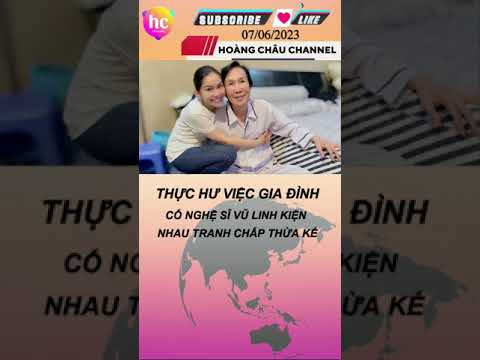 hc
SUBSCRIBE LIKE
07/06/2023
HOÀNG CHÂU CHANNEL
THỰC HƯ VIỆC GIA ĐÌNH
CỐ NGHỆ SĨ VŨ LINH KIỆN
NHAU TRANH CHẤP THỪA KẾ